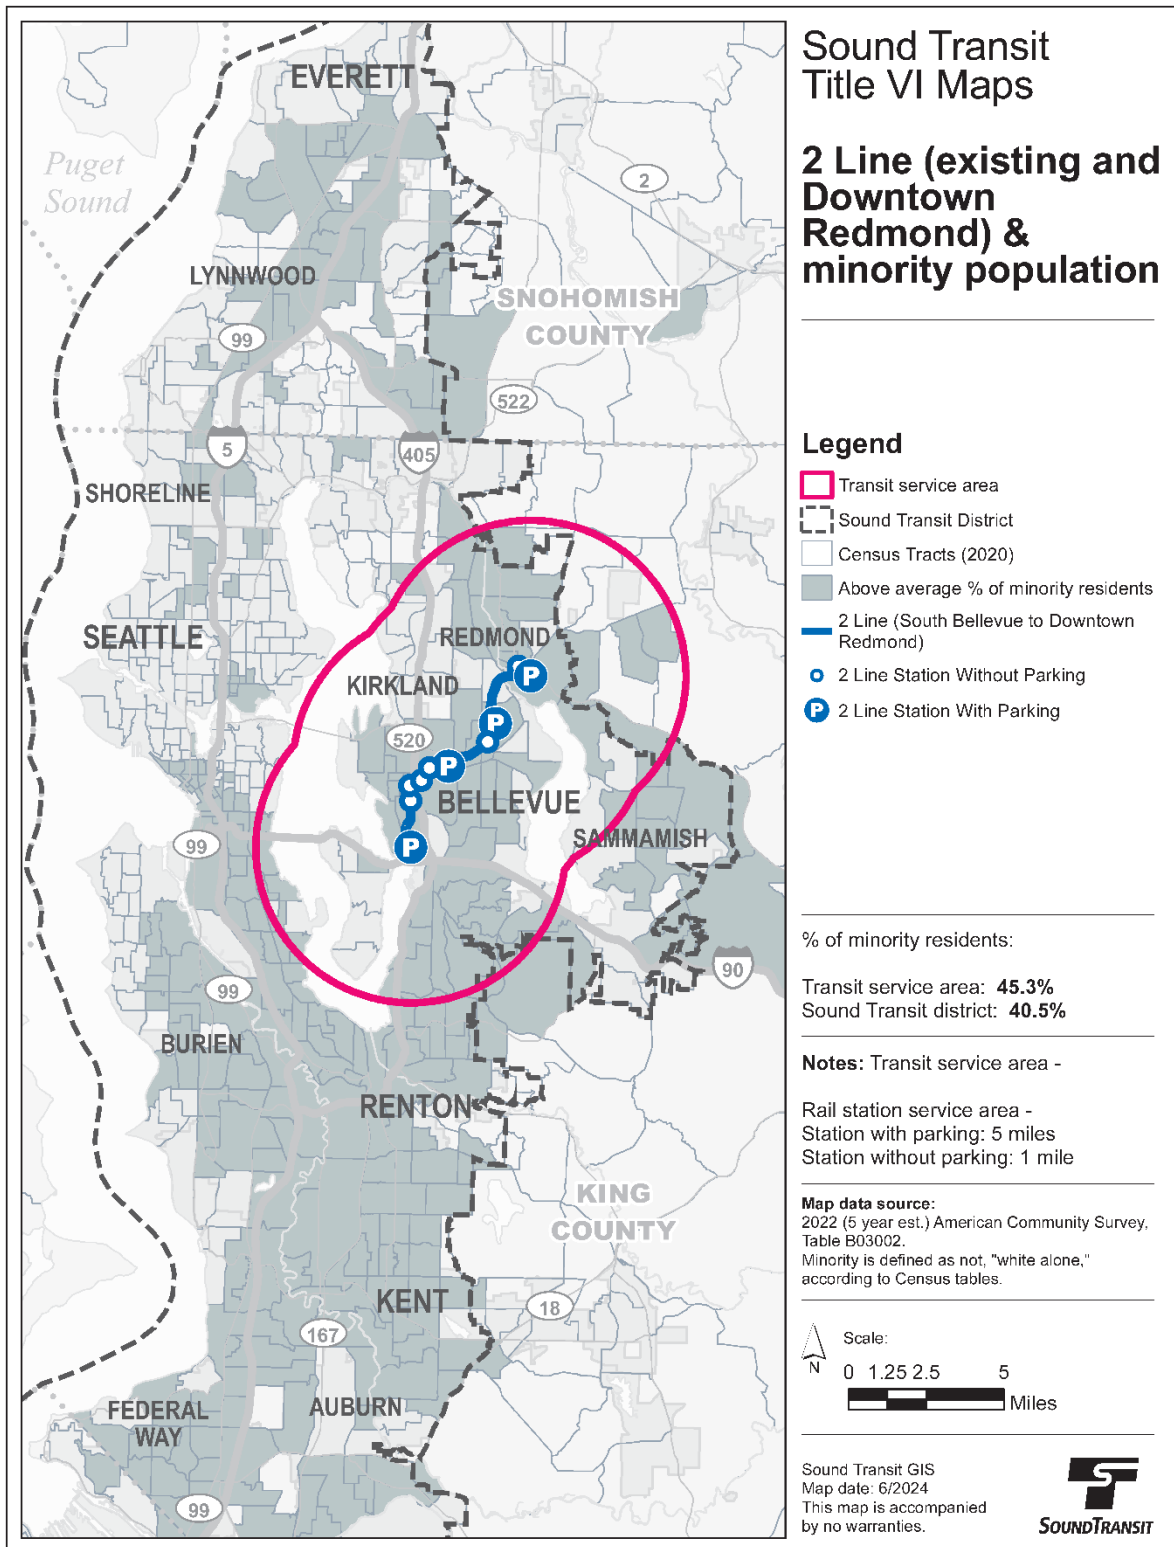 Sound Transit
Title VI Maps
2 Line (existing and
Downtown
Redmond) &
minority population
Legend
Transit service area
Sound Transit District
Census Tracts (2020)
Above average % of minority residents
2 Line (South Bellevue to Downtown
Redmond)
2 Line Station Without Parking
P 2 Line Station With Parking
% of minority residents:
Transit service area: 45.3%
Sound Transit district: 40.5%
Notes: Transit service area -
Rail station service area -
Station with parking: 5 miles
Station without parking: 1 mile
Map data source:
2022 (5 year est.) American Community Survey,
Table B03002.
Minority is defined as not, "white alone,"
according to Census tables.
N
Scale:
0 1.25 2.5 5
Miles
Sound Transit GIS
Map date: 6/2024
This map is accompanied
by no warranties.
SOUNDTRANSIT
EVERETT
Puget
Sound
2
LYNNWOOD
SNOHOMISH
COUNTY
99
522
5
405
SHORELINE
SEATTLE
REDMOND
P
KIRKLAND
P
520
P
BELLEVUE
99
P
SAMMAMISH
90
99
BURIEN
RENTON
KING
COUNTY
KENT
18
167
FEDERAL
WAY
AUBURN
99